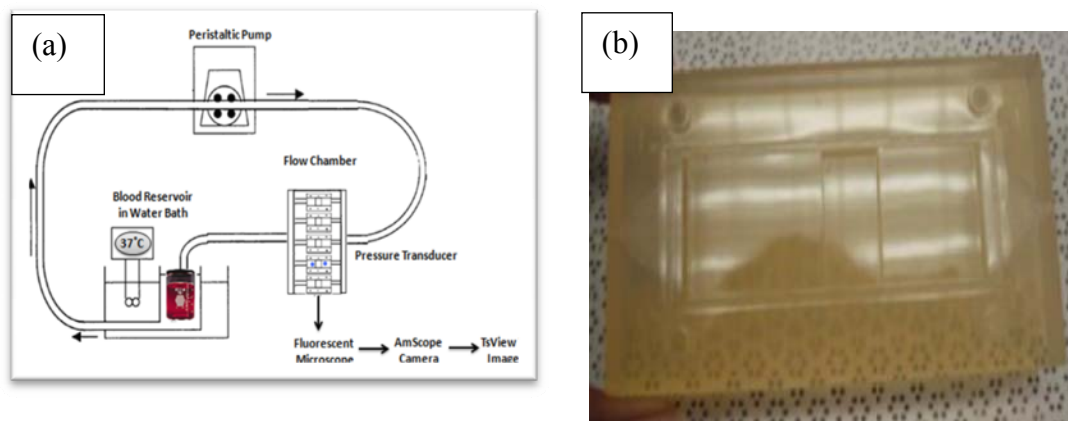 (a)
Peristaltic Pump
Flow Chamber
Blood Reservoir
in Water Bath
37°C
Pressure Transducer
Fluorescent
Microscope
AmScope
Camera
TsView
Image
(b)